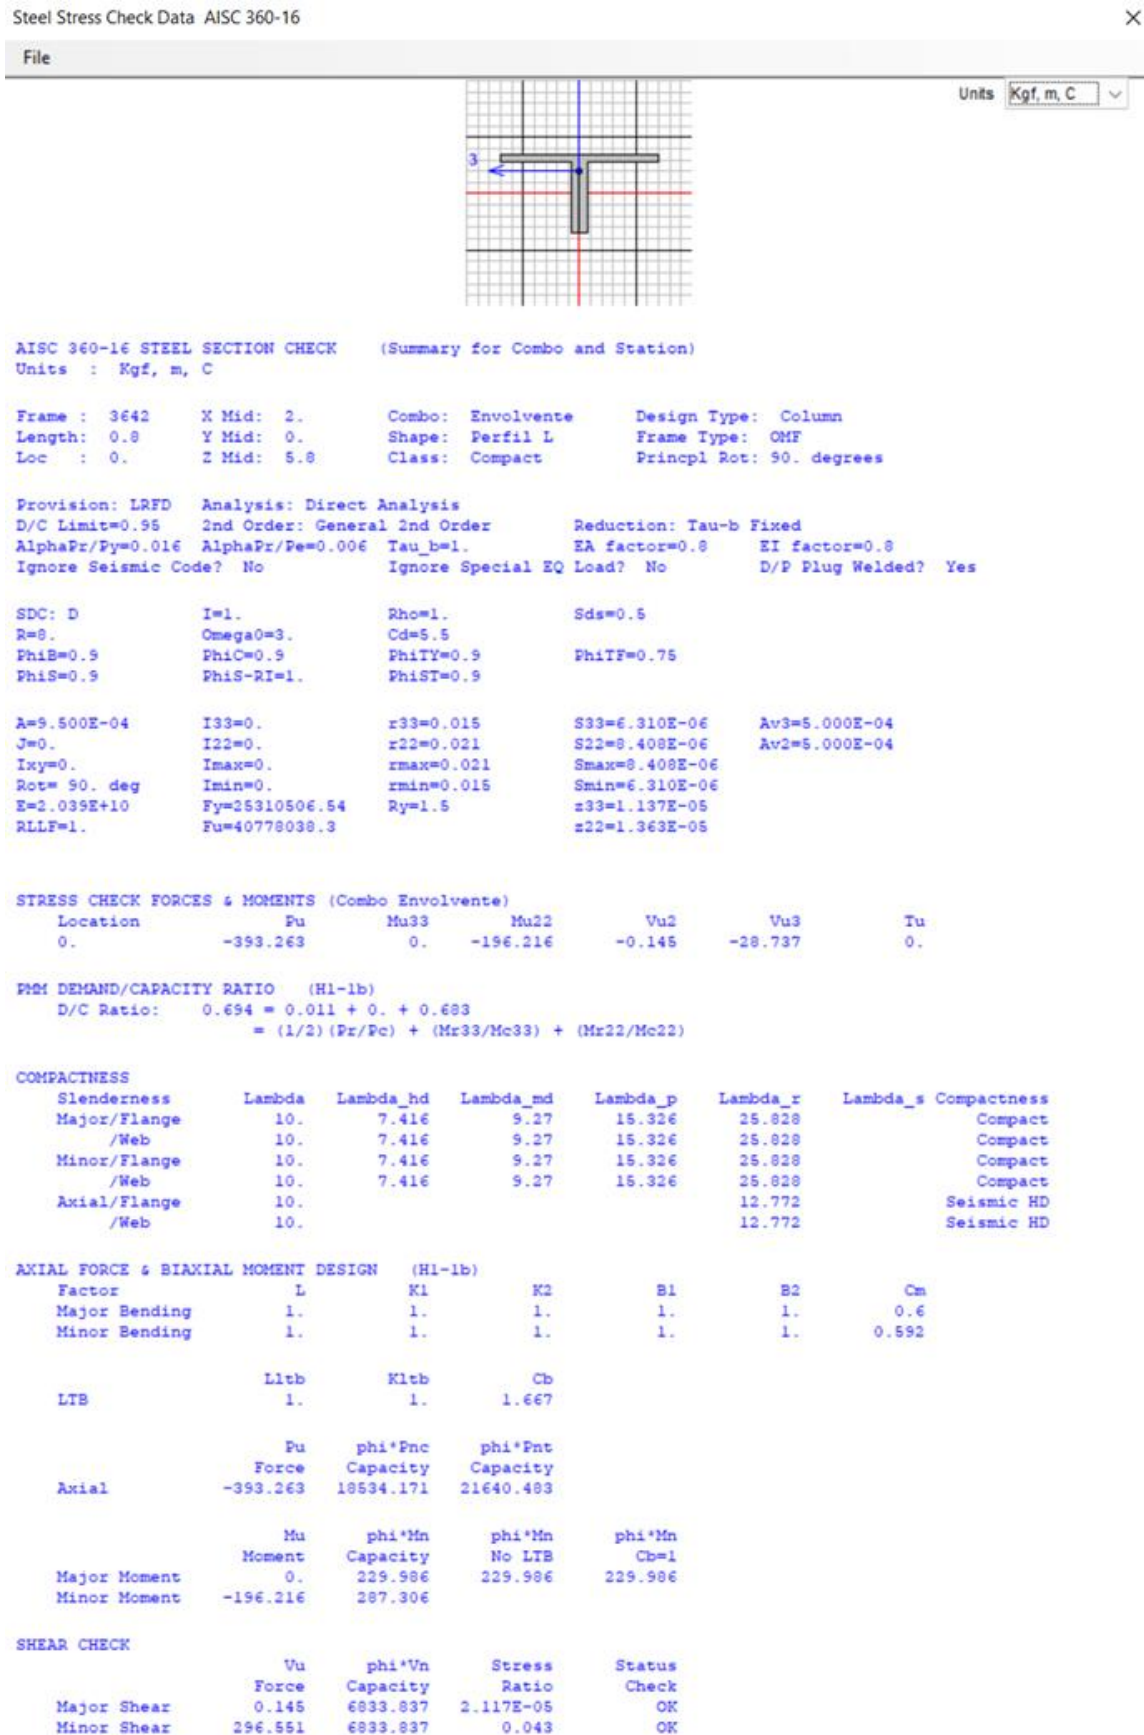 Steel Stress Check Data AISC 360-16
File
Units Kgf, m, C
3
AISC 360-16 STEEL SECTION CHECK (Summary for Combo and Station)
Units : Kgf, m, C
Frame : 3642 X Mid: 2. Combo: Envolvente Design Type: Column
Length: 0.8 Y Mid: 0. Shape: Perfil L Frame Type: OMF
Loc : 0. Z Mid: 5.8 Class: Compact Princpl Rot: 90. degrees
Provision: LRFD Analysis: Direct Analysis
D/C Limit=0.95 2nd Order: General 2nd Order Reduction: Tau-b Fixed
AlphaPr/Py=0.016 AlphaPr/Pe=0.006 Tau_b=1. EA factor=0.8 EI factor=0.8
Ignore Seismic Code? No Ignore Special EQ Load? No D/P Plug Welded? Yes
SDC: D I=1. Rho=1. Sds=0.5
R=8. Omega0=3. Cd=5.5
PhiB=0.9 PhiC=0.9 PhiTY=0.9 PhiTF=0.75
PhiS=0.9 PhiS-RI=1. PhiST=0.9
A=9.500E-04 I33=0. r33=0.015 S33=6.310E-06 Av3=5.000E-04
J=0. I22=0. r22=0.021 S22=8.408E-06 Av2=5.000E-04
Ixy=0. Imax=0. rmax=0.021 Smax=8.408E-06
Rot= 90. deg Imin=0. rmin=0.015 Smin=6.310E-06
E=2.039E+10 Fy=25310506.54 Ry=1.5 z33=1.137E-05
RLLF=1. Fu=40778038.3 z22=1.363E-05
STRESS CHECK FORCES & MOMENTS (Combo Envolvente)
Location Pu Mu33 Mu22 Vu2 Vu3 Tu
0. -393.263 0. -196.216 -0.145 -28.737 0.
PMM DEMAND/CAPACITY RATIO (H1-1b)
D/C Ratio: 0.694 = 0.011 + 0. + 0.683
= (1/2)(Pr/Pc) + (Mr33/Mc33) + (Mr22/Mc22)
COMPACTNESS
Slenderness Lambda Lambda_hd Lambda_md Lambda_p Lambda_r Lambda_s Compactness
Major/Flange 10. 7.416 9.27 15.326 25.828 Compact
/Web 10. 7.416 9.27 15.326 25.828 Compact
Minor/Flange 10. 7.416 9.27 15.326 25.828 Compact
/Web 10. 7.416 9.27 15.326 25.828 Compact
Axial/Flange 10. 12.772 Seismic HD
/Web 10. 12.772 Seismic HD
AXIAL FORCE & BIAXIAL MOMENT DESIGN (H1-1b)
Factor L K1 K2 B1 B2 Cm
Major Bending 1. 1. 1. 1. 1. 0.6
Minor Bending 1. 1. 1. 1. 1. 0.592
Lltb Kltb Cb
LTB 1. 1. 1.667
Pu phi*Pnc phi*Pnt
Force Capacity Capacity
Axial -393.263 18534.171 21640.483
Mu phi*Mn phi*Mn phi*Mn
Moment Capacity No LTB Cb=1
Major Moment 0. 229.986 229.986 229.986
Minor Moment -196.216 287.306
SHEAR CHECK
Vu phi*Vn Stress Status
Force Capacity Ratio Check
Major Shear 0.145 6833.837 2.117E-05 OK
Minor Shear 296.551 6833.837 0.043 OK